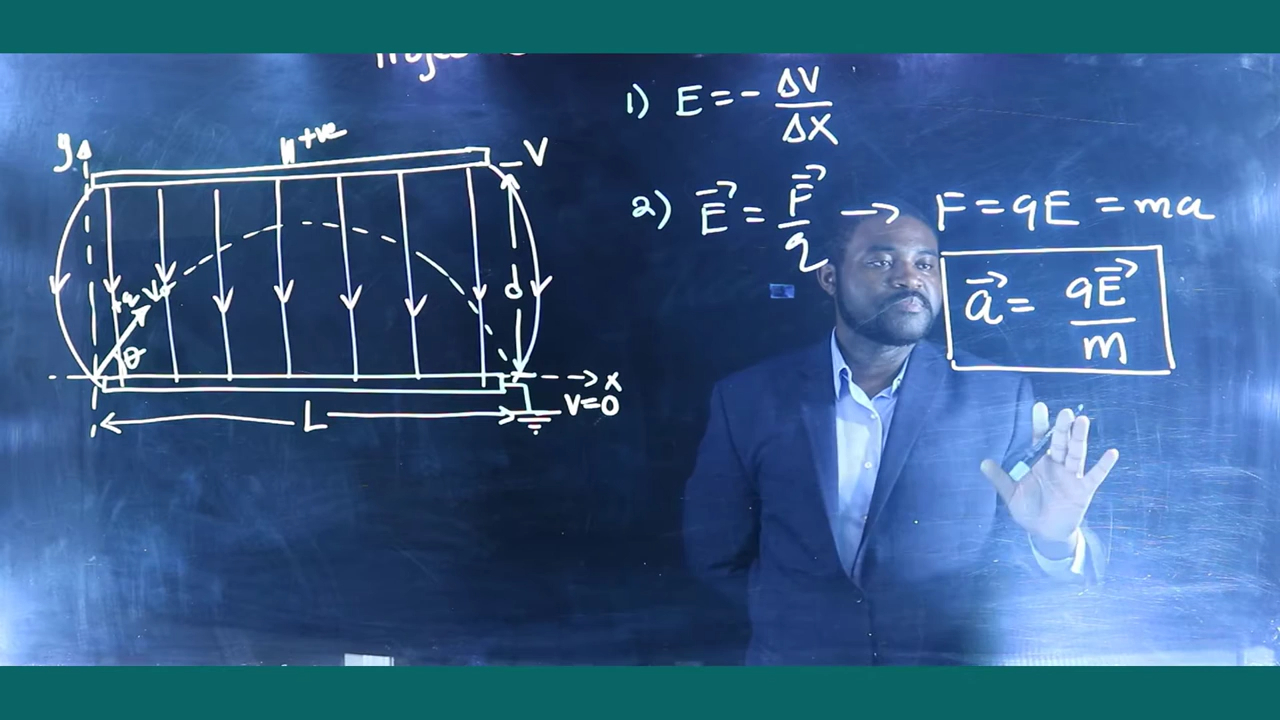 1) E = - ΔV/ΔX
2) E⃗ = F⃗/q → F = qE = ma
a⃗ = qE⃗/m
y
+ve
V
d
θ
x
V=0
L